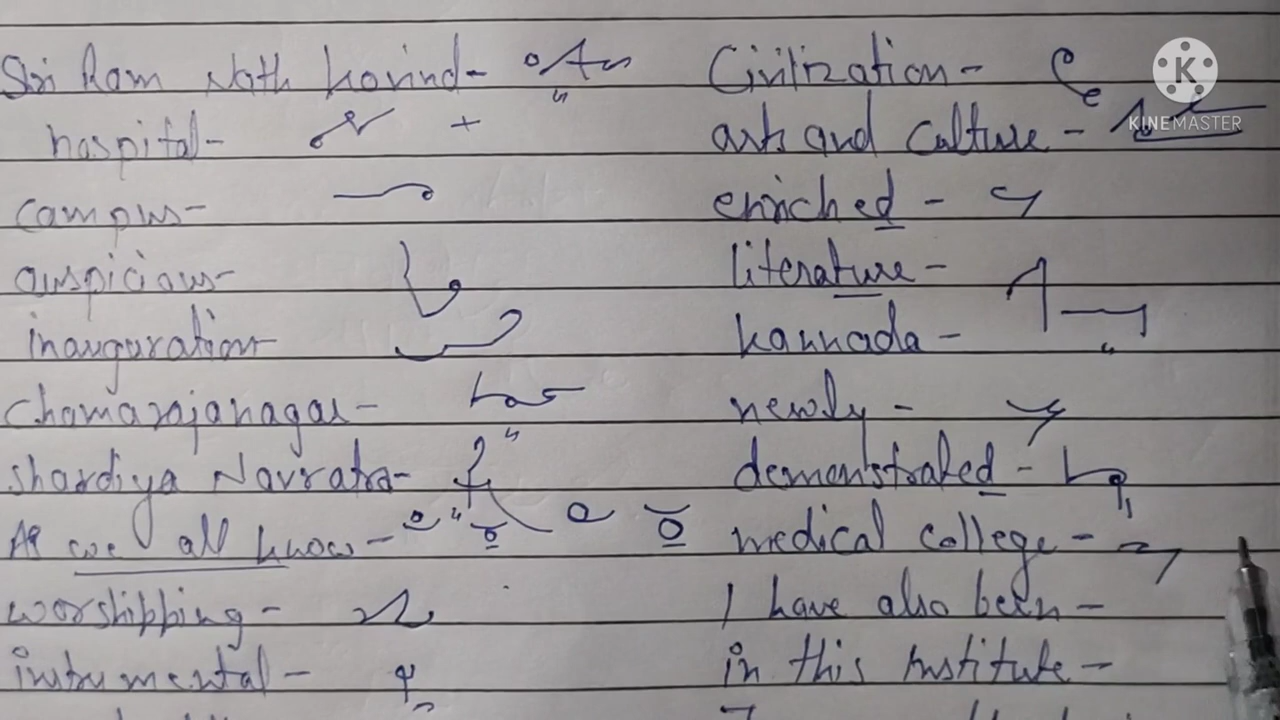 Sri Ram Nath Kovind-
hospital-
campus-
auspicious-
inauguration-
Chamarajanagar-
Shardiya Navratra-
As we all know-
worshipping-
instrumental-
Civilization-
arts and culture-
enriched-
literature-
kannada-
newly-
demonstrated-
medical college-
I have also been-
in this institute-
KINEMASTER